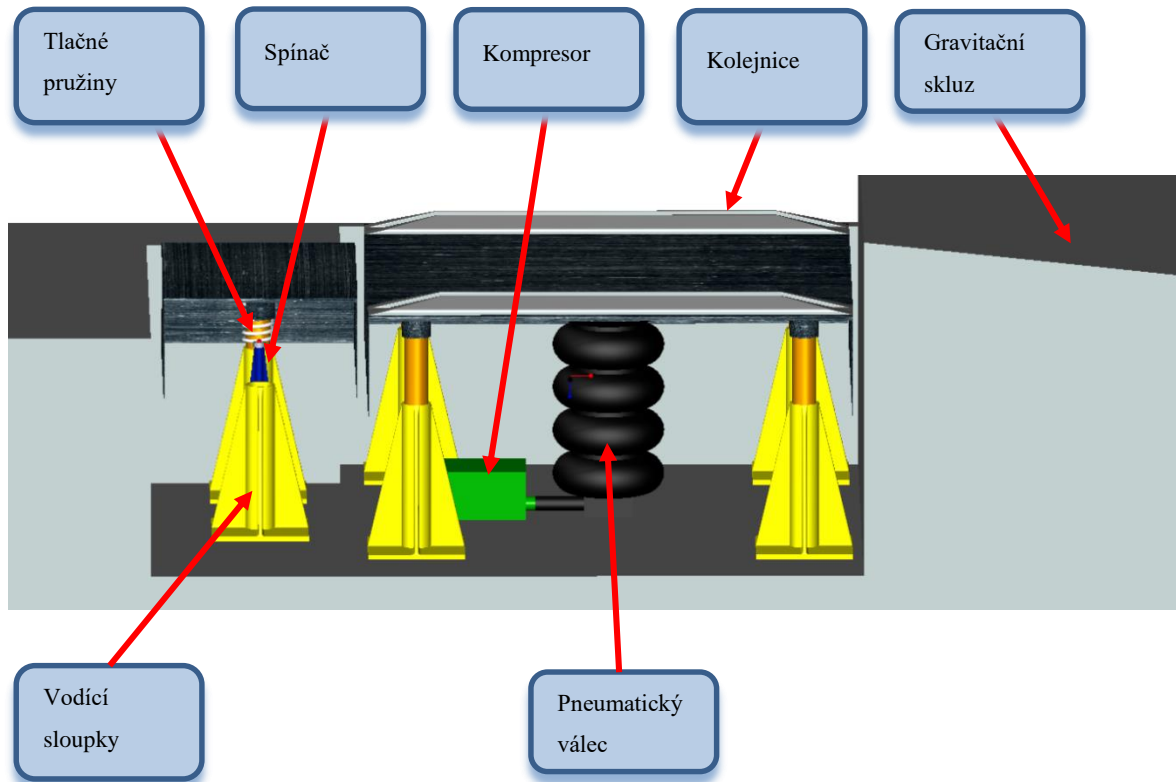 Tlačné
pružiny
Spínač
Kompresor
Kolejnice
Gravitační
skluz
Vodící
sloupky
Pneumatický
válec